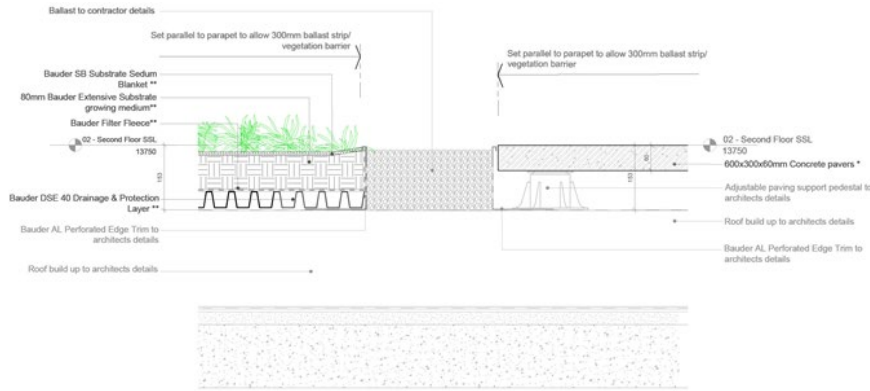 Ballast to contractor details
Set parallel to parapet to allow 300mm ballast strip/
vegetation barrier
Bauder SB Substrate Sedum
Blanket **
80mm Bauder Extensive Substrate
growing medium**
Bauder Filter Fleece**
02 - Second Floor SSL
13750
153
Bauder DSE 40 Drainage & Protection
Layer **
Bauder AL Perforated Edge Trim to
architects details
Roof build up to architects details
Set parallel to parapet to allow 300mm ballast strip/
vegetation barrier
02 - Second Floor SSL
13750
600x300x60mm Concrete pavers *
60
153
Adjustable paving support pedestal to
architects details
Roof build up to architects details
Bauder AL Perforated Edge Trim to
architects details